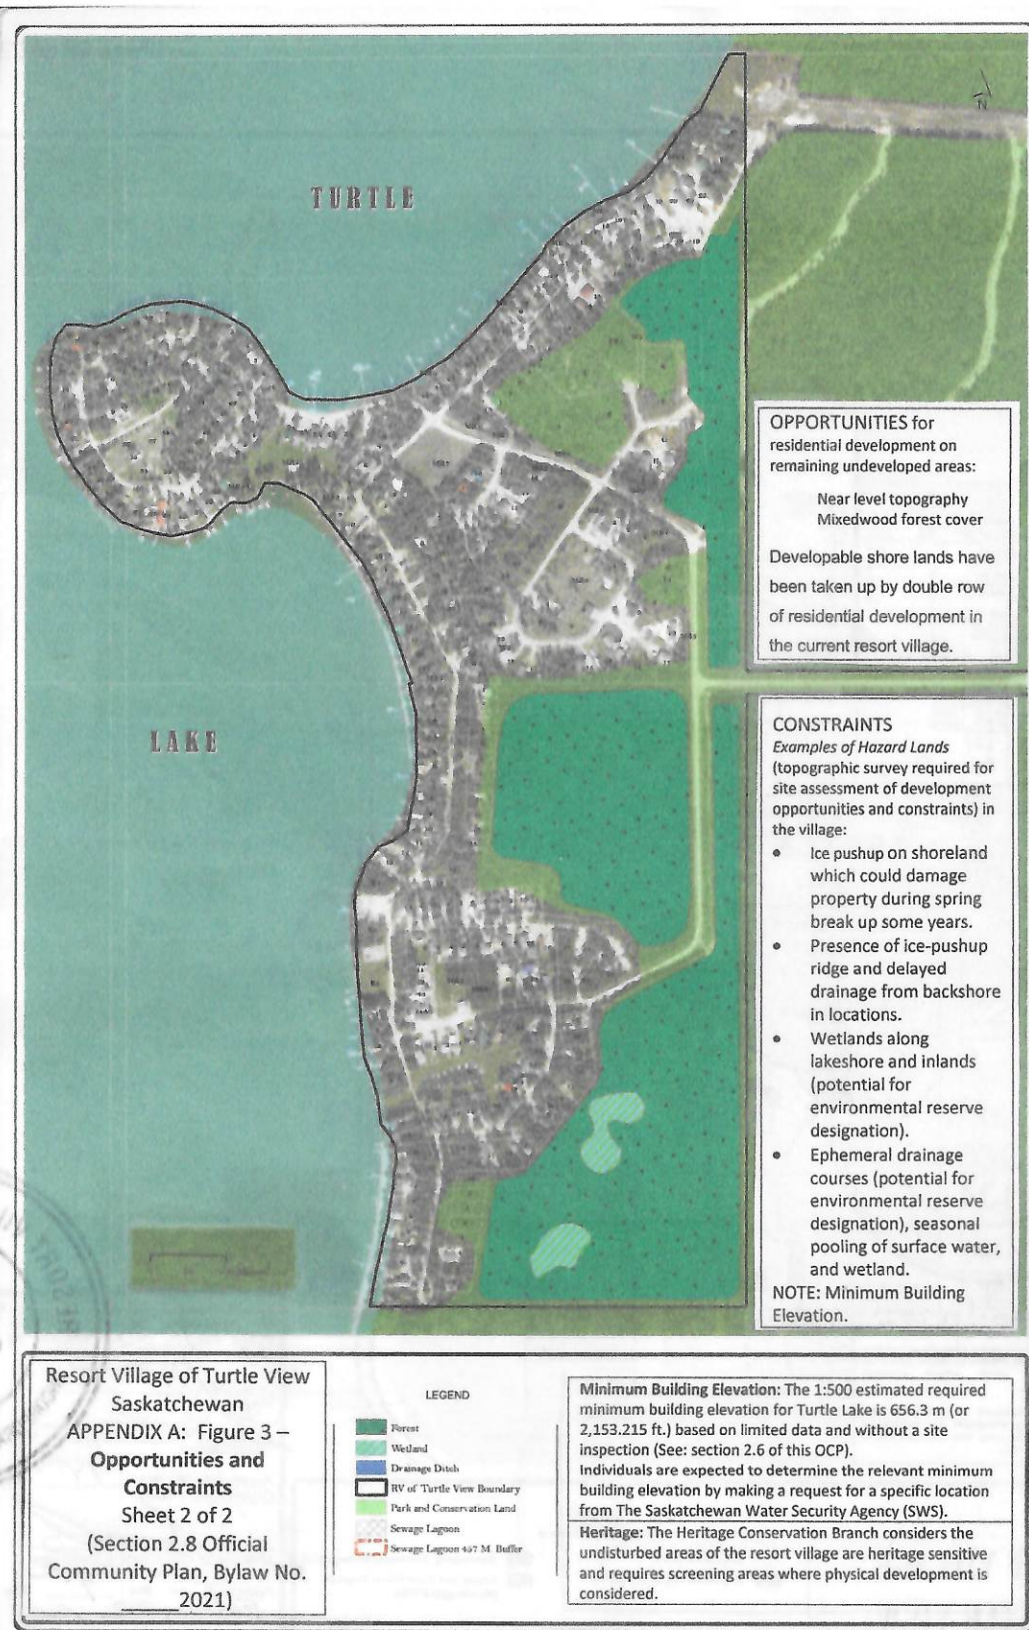 TURTLE
LAKE
OPPORTUNITIES for
residential development on
remaining undeveloped areas:
Near level topography
Mixedwood forest cover
Developable shore lands have
been taken up by double row
of residential development in
the current resort village.
CONSTRAINTS
Examples of Hazard Lands
(topographic survey required for
site assessment of development
opportunities and constraints) in
the village:
• Ice pushup on shoreland
which could damage
property during spring
break up some years.
• Presence of ice-pushup
ridge and delayed
drainage from backshore
in locations.
• Wetlands along
lakeshore and inlands
(potential for
environmental reserve
designation).
• Ephemeral drainage
courses (potential for
environmental reserve
designation), seasonal
pooling of surface water,
and wetland.
NOTE: Minimum Building
Elevation.
Resort Village of Turtle View
Saskatchewan
APPENDIX A: Figure 3 –
Opportunities and
Constraints
Sheet 2 of 2
(Section 2.8 Official
Community Plan, Bylaw No.
______2021)
LEGEND
Forest
Wetland
Drainage Ditch
RV of Turtle View Boundary
Park and Conservation Land
Sewage Lagoon
Sewage Lagoon 457 M Buffer
Minimum Building Elevation: The 1:500 estimated required
minimum building elevation for Turtle Lake is 656.3 m (or
2,153.215 ft.) based on limited data and without a site
inspection (See: section 2.6 of this OCP).
Individuals are expected to determine the relevant minimum
building elevation by making a request for a specific location
from The Saskatchewan Water Security Agency (SWS).
Heritage: The Heritage Conservation Branch considers the
undisturbed areas of the resort village are heritage sensitive
and requires screening areas where physical development is
considered.